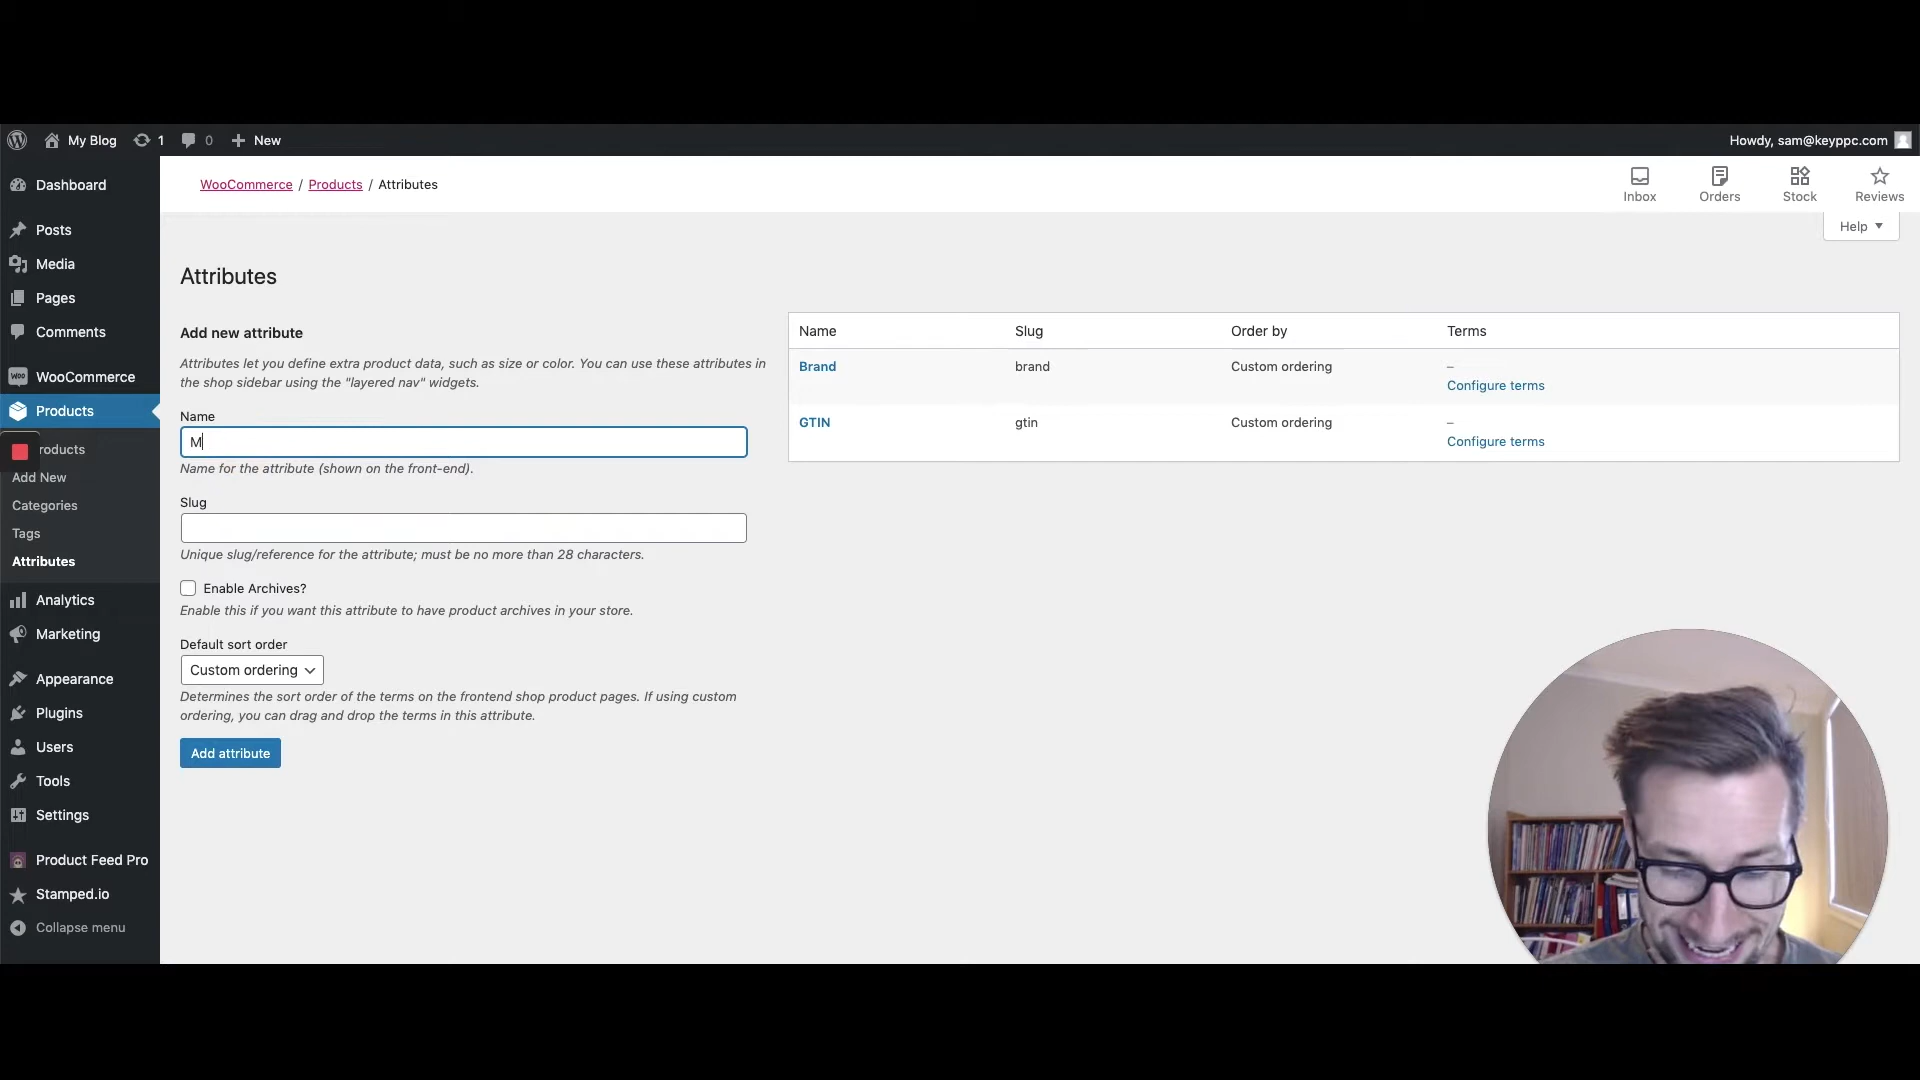 My Blog 1 0 New
Howdy, sam@keyppc.com
WooCommerce / Products / Attributes
Inbox
Orders
Stock
Reviews
Help
Dashboard
Posts
Media
Pages
Comments
WOO
WooCommerce
Products
roducts
Add New
Categories
Tags
Attributes
Analytics
Marketing
Appearance
Plugins
Users
Tools
Settings
Product Feed Pro
Stamped.io
Collapse menu
Attributes
Add new attribute
Attributes let you define extra product data, such as size or color. You can use these attributes in
the shop sidebar using the "layered nav" widgets.
Name
M
Name for the attribute (shown on the front-end).
Slug
Unique slug/reference for the attribute; must be no more than 28 characters.
Enable Archives?
Enable this if you want this attribute to have product archives in your store.
Default sort order
Custom ordering
Determines the sort order of the terms on the frontend shop product pages. If using custom
ordering, you can drag and drop the terms in this attribute.
Add attribute
Name Slug Order by Terms
Brand brand Custom ordering –
Configure terms
GTIN gtin Custom ordering –
Configure terms